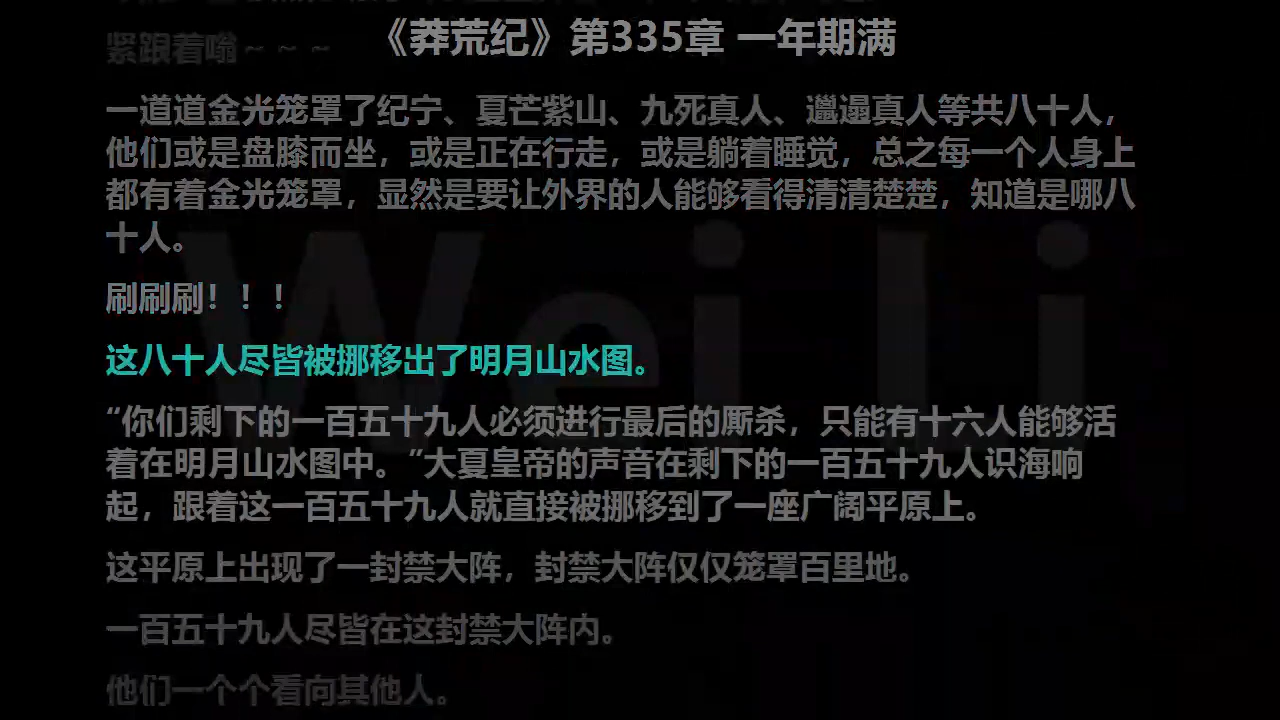 《莽荒纪》第335章 一年期满
紧跟着嗡～～～
一道道金光笼罩了纪宁、夏芒紫山、九死真人、邋遢真人等共八十人，
他们或是盘膝而坐，或是正在行走，或是躺着睡觉，总之每一个人身上
都有着金光笼罩，显然是要让外界的人能够看得清清楚楚，知道是哪八
十人。
刷刷刷！！！
这八十人尽皆被挪移出了明月山水图。
“你们剩下的一百五十九人必须进行最后的厮杀，只能有十六人能够活
着在明月山水图中。”大夏皇帝的声音在剩下的一百五十九人识海响
起，跟着这一百五十九人就直接被挪移到了一座广阔平原上。
这平原上出现了一封禁大阵，封禁大阵仅仅笼罩百里地。
一百五十九人尽皆在这封禁大阵内。
他们一个个看向其他人。
Wei Li